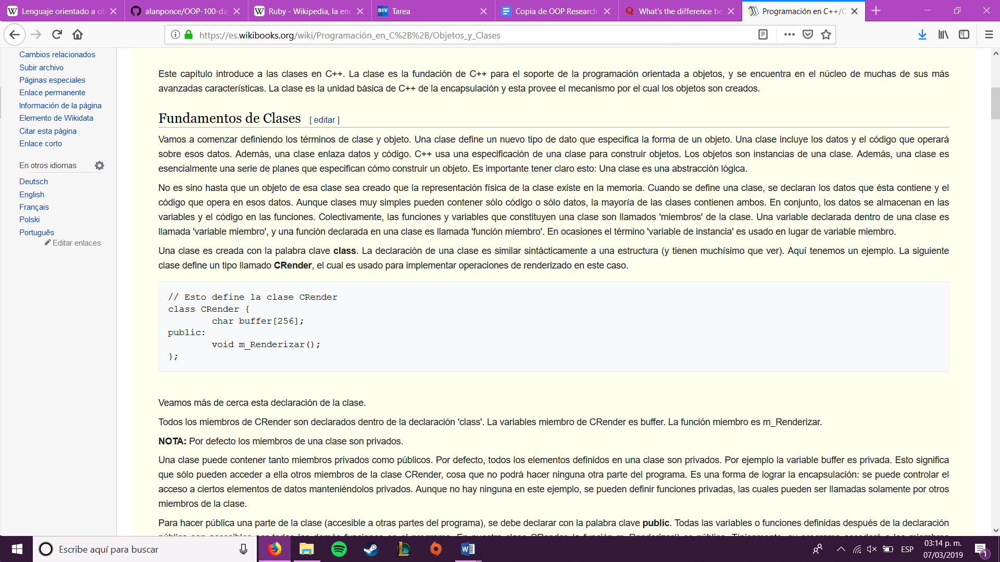 Lenguaje orientado a ob
alanponce/OOP-100-da
Ruby - Wikipedia, la enc
DIV Tarea
Copia de OOP Research
What's the difference be
Programación en C++/O
https://es.wikibooks.org/wiki/Programación_en_C%2B%2B/Objetos_y_Clases
Cambios relacionados
Subir archivo
Páginas especiales
Enlace permanente
Información de la página
Elemento de Wikidata
Citar esta página
Enlace corto
En otros idiomas
Deutsch
English
Français
Polski
Português
Editar enlaces
Este capítulo introduce a las clases en C++. La clase es la fundación de C++ para el soporte de la programación orientada a objetos, y se encuentra en el núcleo de muchas de sus más
avanzadas características. La clase es la unidad básica de C++ de la encapsulación y esta provee el mecanismo por el cual los objetos son creados.
Fundamentos de Clases [ editar ]
Vamos a comenzar definiendo los términos de clase y objeto. Una clase define un nuevo tipo de dato que especifica la forma de un objeto. Una clase incluye los datos y el código que operará
sobre esos datos. Además, una clase enlaza datos y código. C++ usa una especificación de una clase para construir objetos. Los objetos son instancias de una clase. Además, una clase es
esencialmente una serie de planes que especifican cómo construir un objeto. Es importante tener claro esto: Una clase es una abstracción lógica.
No es sino hasta que un objeto de esa clase sea creado que la representación física de la clase existe en la memoria. Cuando se define una clase, se declaran los datos que ésta contiene y el
código que opera en esos datos. Aunque clases muy simples pueden contener sólo código o sólo datos, la mayoría de las clases contienen ambos. En conjunto, los datos se almacenan en las
variables y el código en las funciones. Colectivamente, las funciones y variables que constituyen una clase son llamados 'miembros' de la clase. Una variable declarada dentro de una clase es
llamada 'variable miembro', y una función declarada en una clase es llamada 'función miembro'. En ocasiones el término 'variable de instancia' es usado en lugar de variable miembro.
Una clase es creada con la palabra clave class. La declaración de una clase es similar sintácticamente a una estructura (y tienen muchísimo que ver). Aquí tenemos un ejemplo. La siguiente
clase define un tipo llamado CRender, el cual es usado para implementar operaciones de renderizado en este caso.
// Esto define la clase CRender
class CRender {
char buffer[256];
public:
void m_Renderizar();
};
Veamos más de cerca esta declaración de la clase.
Todos los miembros de CRender son declarados dentro de la declaración 'class'. La variables miembro de CRender es buffer. La función miembro es m_Renderizar.
NOTA: Por defecto los miembros de una clase son privados.
Una clase puede contener tanto miembros privados como públicos. Por defecto, todos los elementos definidos en una clase son privados. Por ejemplo la variable buffer es privada. Esto significa
que sólo pueden acceder a ella otros miembros de la clase CRender, cosa que no podrá hacer ninguna otra parte del programa. Es una forma de lograr la encapsulación: se puede controlar el
acceso a ciertos elementos de datos manteniéndolos privados. Aunque no hay ninguna en este ejemplo, se pueden definir funciones privadas, las cuales pueden ser llamadas solamente por otros
miembros de la clase.
Para hacer pública una parte de la clase (accesible a otras partes del programa), se debe declarar con la palabra clave public. Todas las variables o funciones definidas después de la declaración
Escribe aquí para buscar
ESP
03:14 p. m.
07/03/2019
1